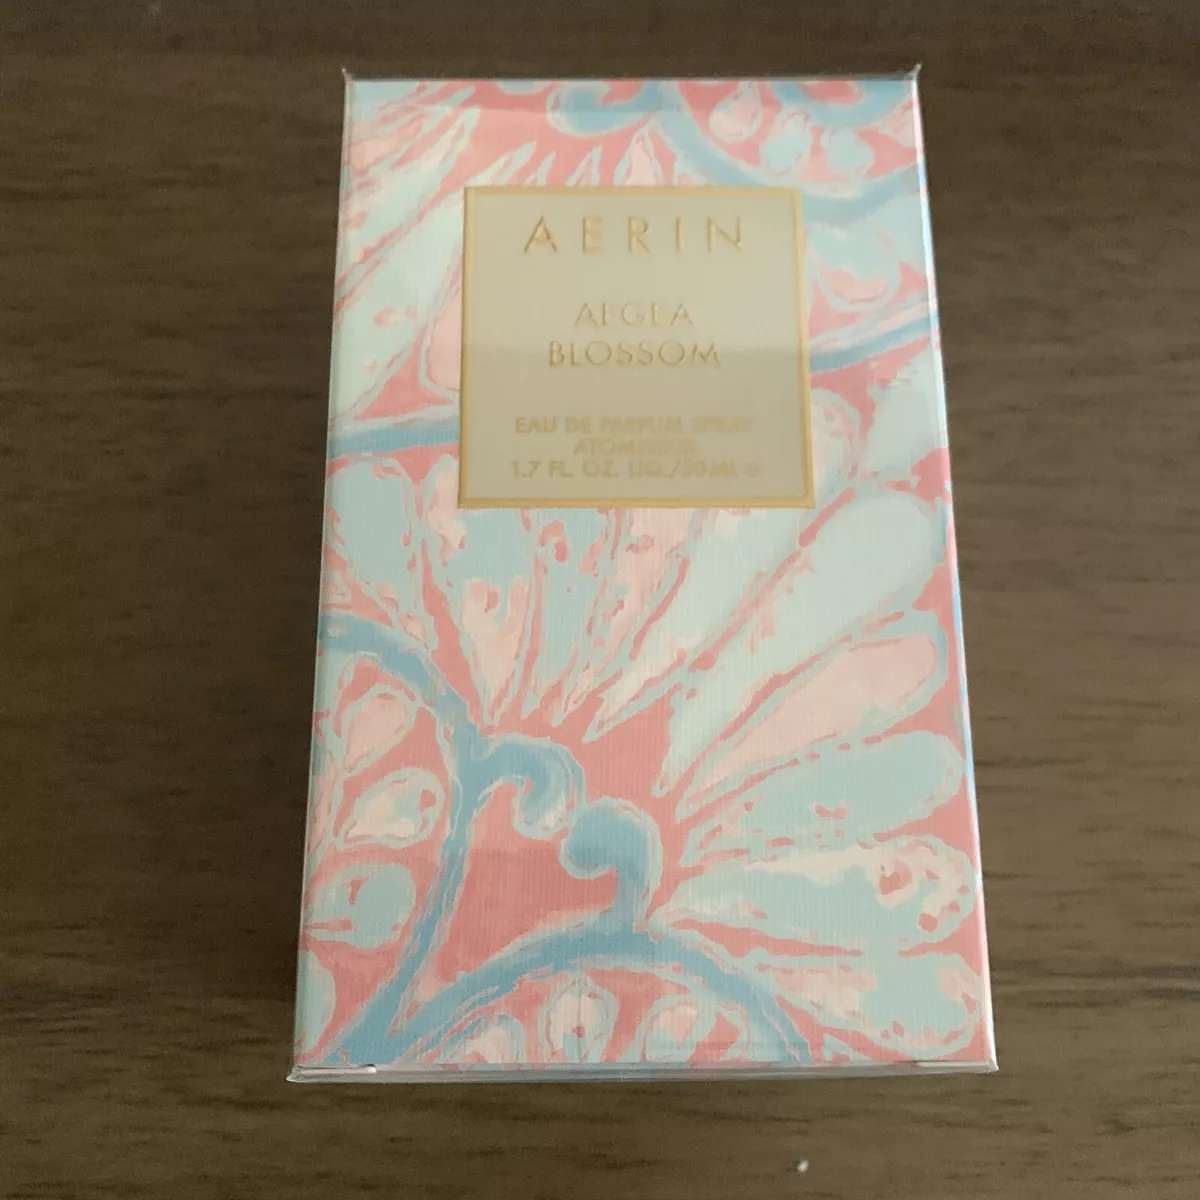 AERIN
AEGEA
BLOSSOM
EAU DE PARFUM SPRAY
ATOMISEUR
1.7 FL. OZ. LIQ./50 ML ℮